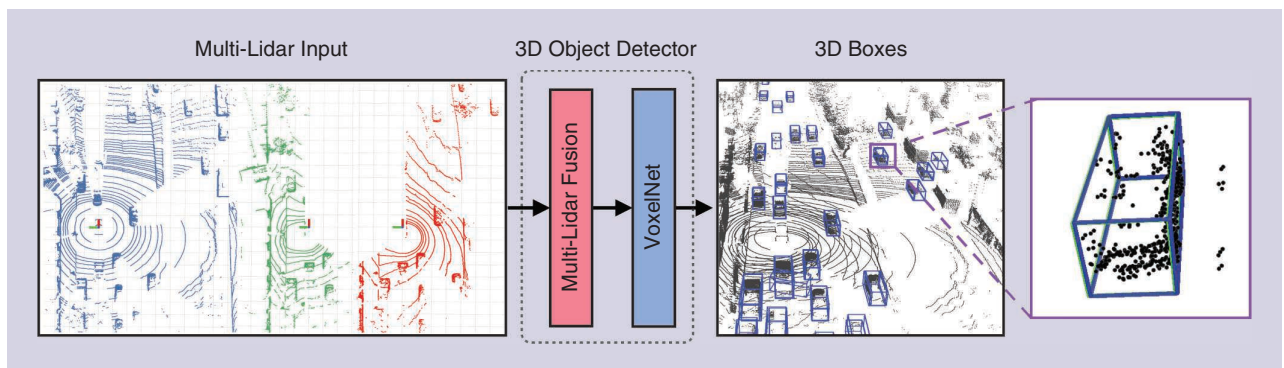 Multi-Lidar Input
3D Object Detector
3D Boxes
Multi-Lidar Fusion
VoxelNet